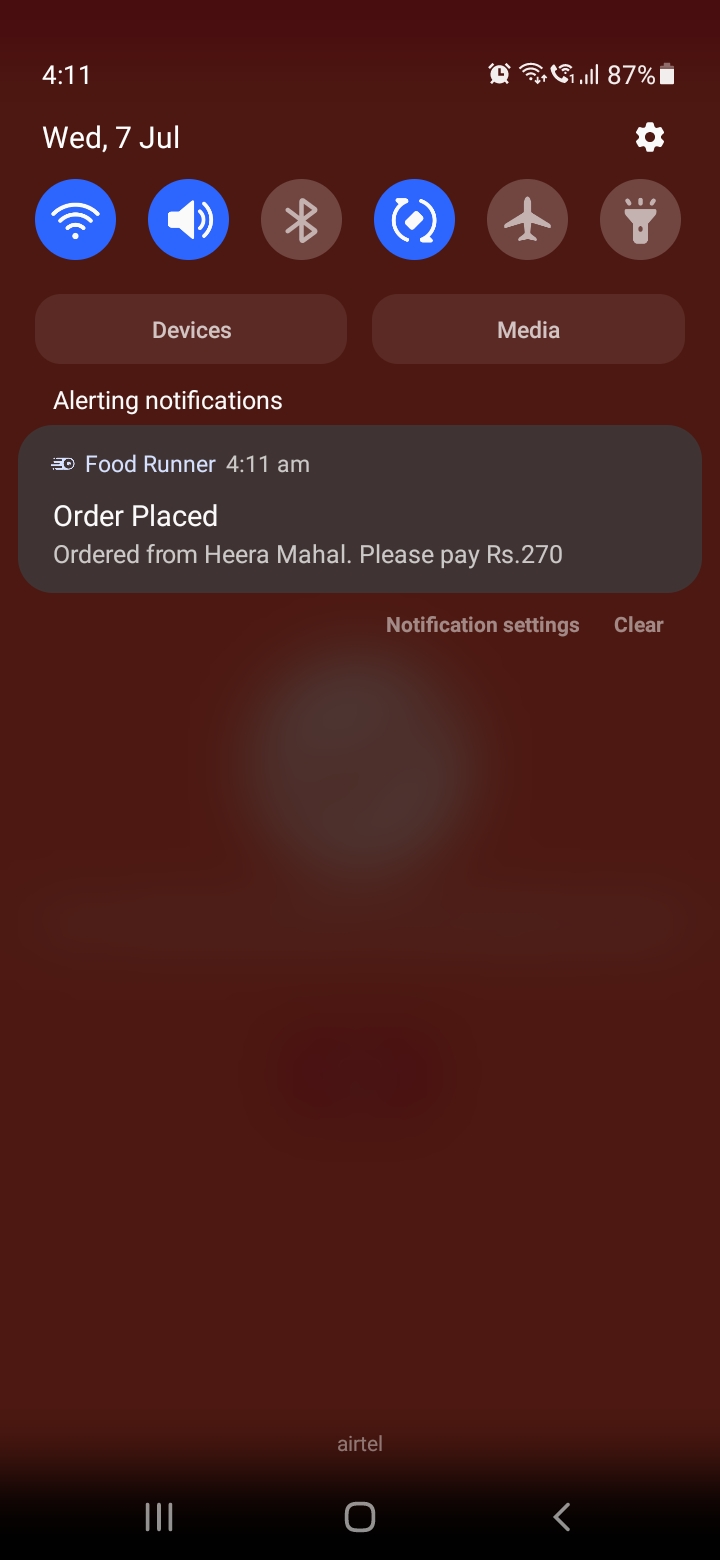 4:11 87%
Wed, 7 Jul
Devices Media
Alerting notifications
Food Runner 4:11 am
Order Placed
Ordered from Heera Mahal. Please pay Rs.270
Notification settings Clear
airtel